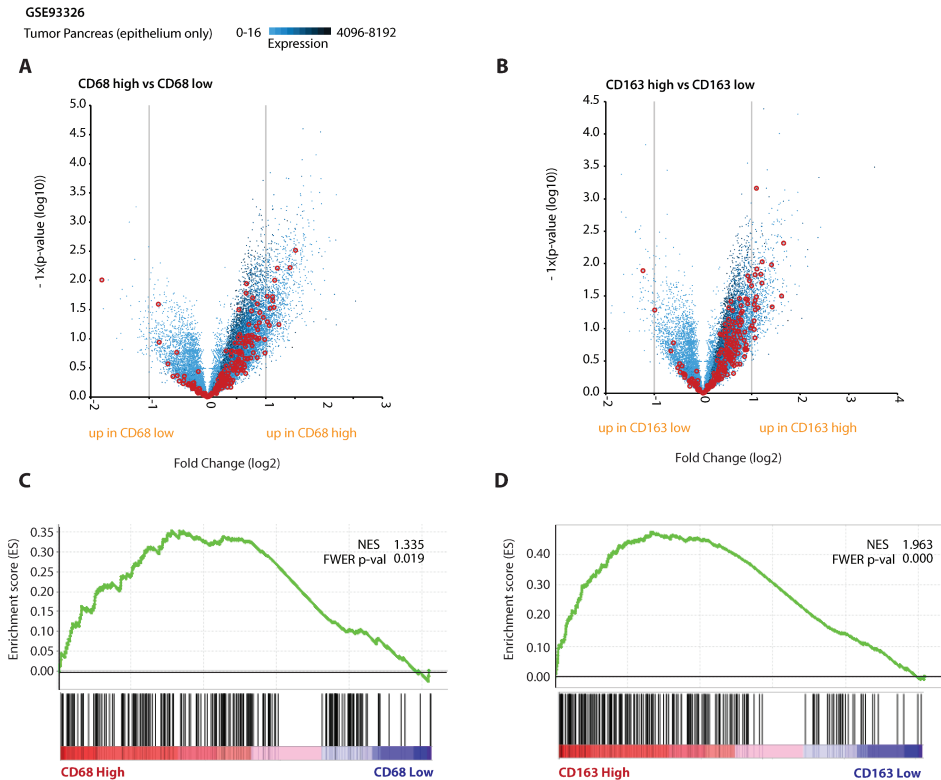 GSE93326
Tumor Pancreas (epithelium only) 0-16 4096-8192
Expression
A
CD68 high vs CD68 low
5.0
4.5
4.0
3.5
3.0
2.5
2.0
1.5
1.0
0.5
0.0
- 1x(p-value (log10))
-2 -1 0 1 2 3
up in CD68 low up in CD68 high
Fold Change (log2)
B
CD163 high vs CD163 low
4.5
4.0
3.5
3.0
2.5
2.0
1.5
1.0
0.5
0.0
- 1x(p-value (log10))
-2 -1 0 1 2 3 4
up in CD163 low up in CD163 high
Fold Change (log2)
C
Enrichment score (ES)
0.35
0.30
0.25
0.20
0.15
0.10
0.05
0.00
NES 1.335
FWER p-val 0.019
CD68 High CD68 Low
D
Enrichment score (ES)
0.40
0.30
0.20
0.10
0.00
NES 1.963
FWER p-val 0.000
CD163 High CD163 Low